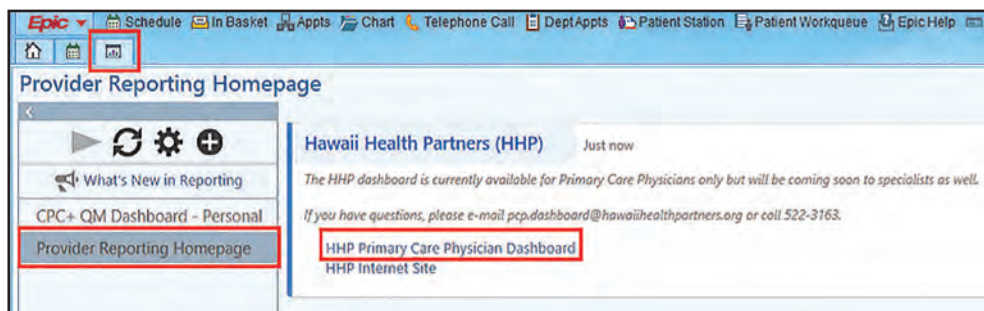 Epic Schedule In Basket Appts Chart Telephone Call Dept Appts Patient Station Patient Workqueue Epic Help
Provider Reporting Homepage
What's New in Reporting
CPC+ QM Dashboard - Personal
Provider Reporting Homepage
Hawaii Health Partners (HHP) Just now
The HHP dashboard is currently available for Primary Care Physicians only but will be coming soon to specialists as well.
If you have questions, please e-mail pcp.dashboard@hawaiihealthpartners.org or call 522-3163.
HHP Primary Care Physician Dashboard
HHP Internet Site